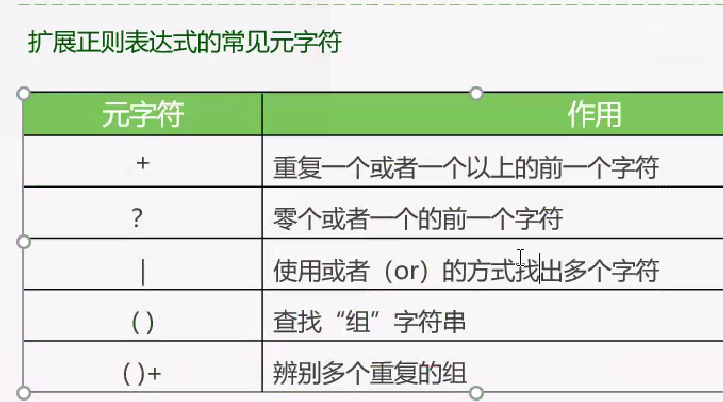 扩展正则表达式的常见元字符
元字符 作用
+ 重复一个或者一个以上的前一个字符
? 零个或者一个的前一个字符
| 使用或者（or）的方式找出多个字符
( ) 查找“组”字符串
( )+ 辨别多个重复的组